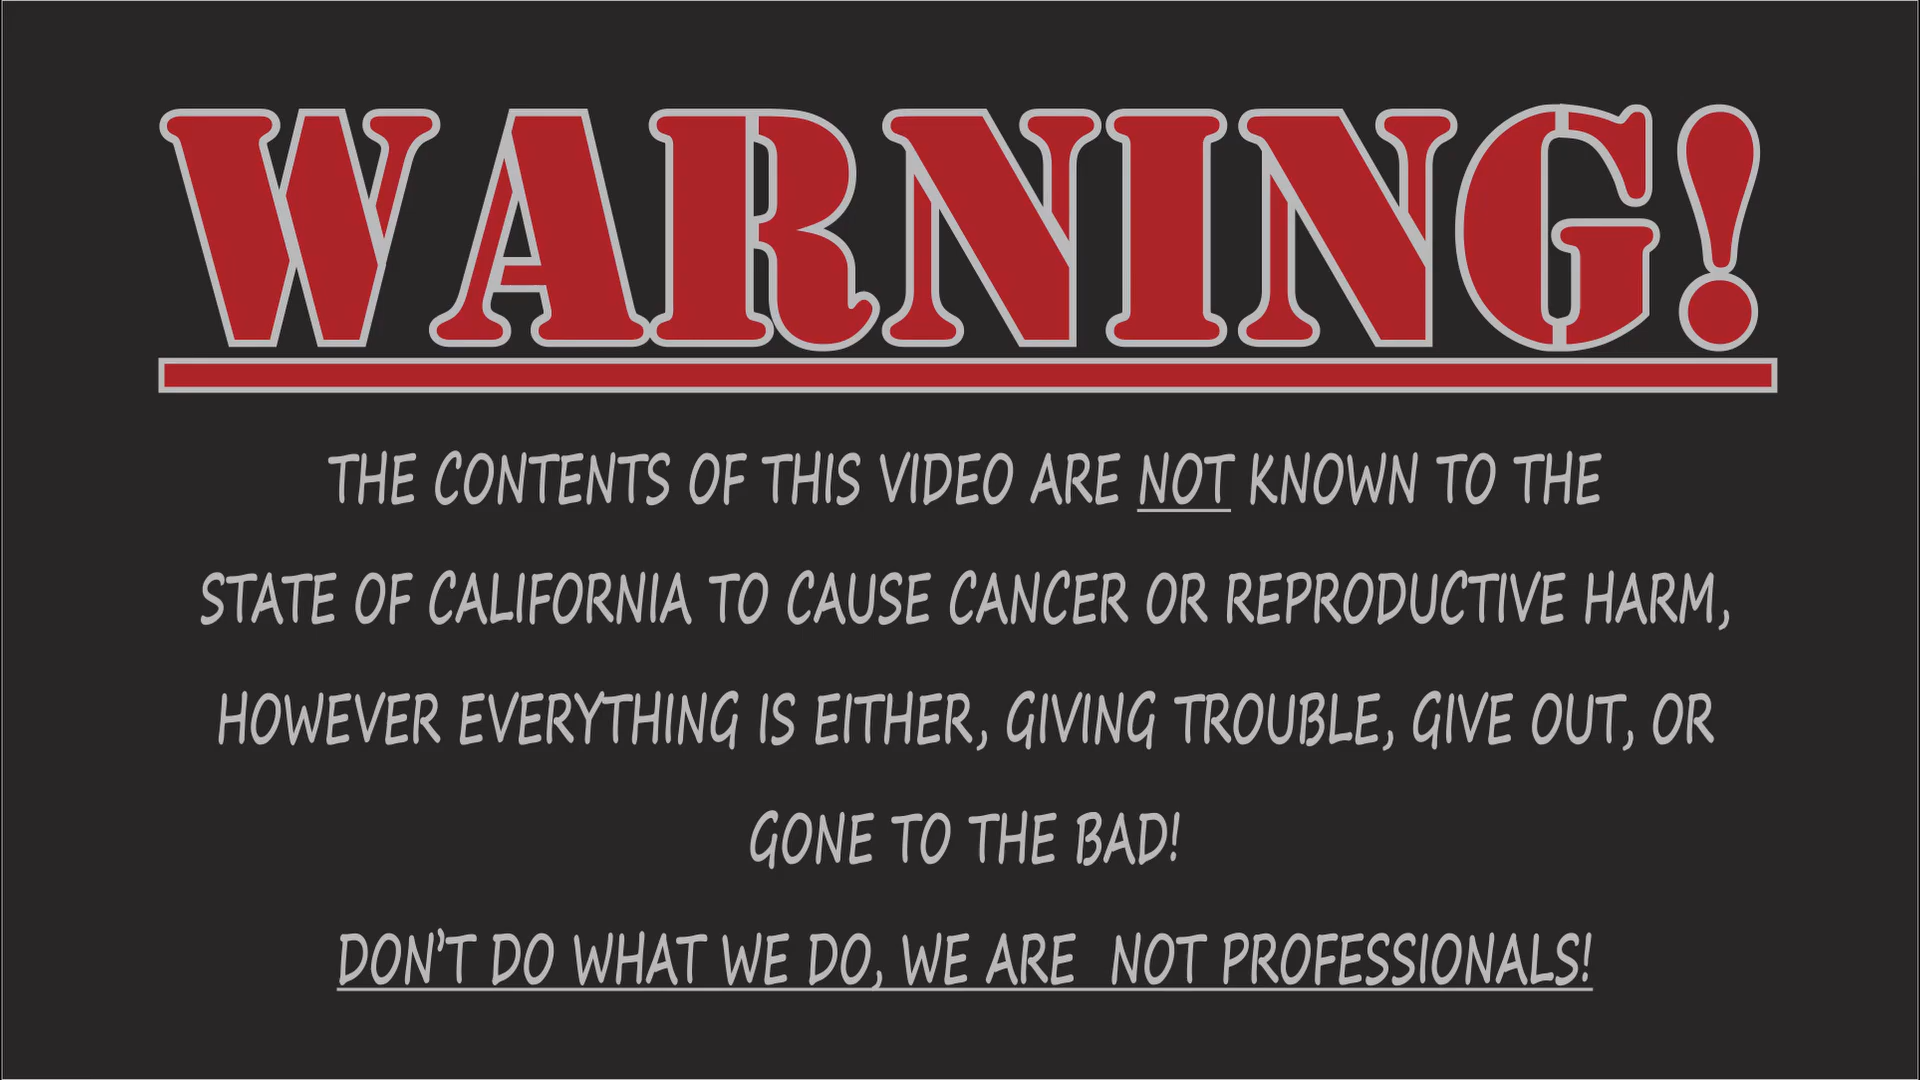 WARNING!
THE CONTENTS OF THIS VIDEO ARE NOT KNOWN TO THE
STATE OF CALIFORNIA TO CAUSE CANCER OR REPRODUCTIVE HARM,
HOWEVER EVERYTHING IS EITHER, GIVING TROUBLE, GIVE OUT, OR
GONE TO THE BAD!
DON'T DO WHAT WE DO, WE ARE  NOT PROFESSIONALS!